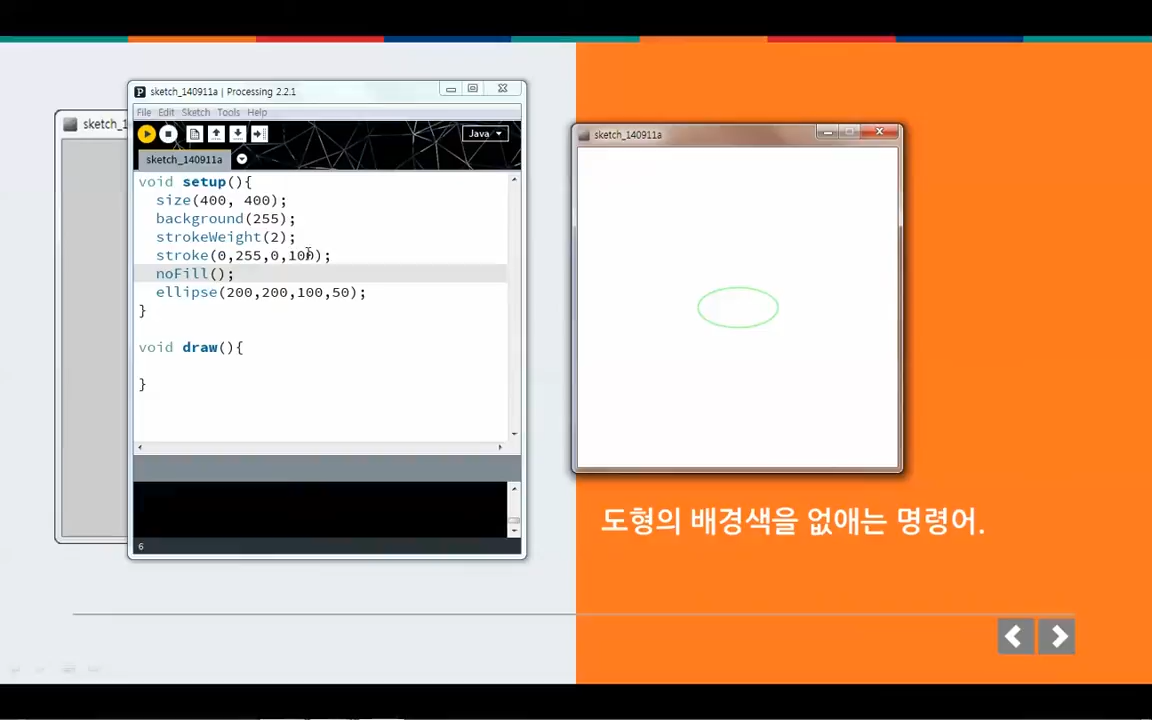 sketch_1
sketch_140911a | Processing 2.2.1
File Edit Sketch Tools Help
Java
sketch_140911a
void setup(){
size(400, 400);
background(255);
strokeWeight(2);
stroke(0,255,0,100);
noFill();
ellipse(200,200,100,50);
}
void draw(){
}
6
sketch_140911a
도형의 배경색을 없애는 명령어.